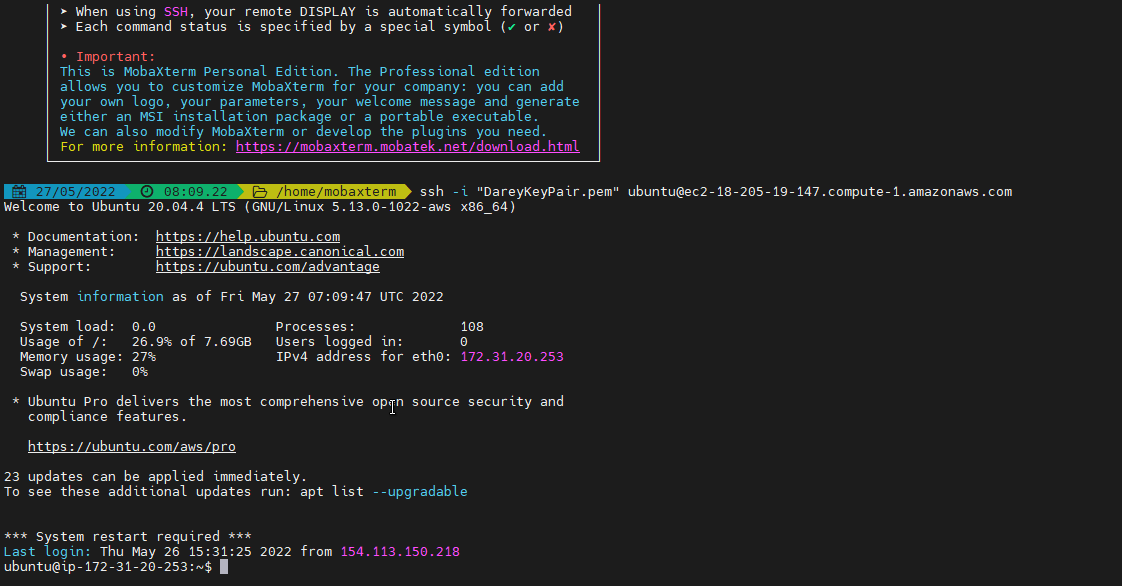 ➤ When using SSH, your remote DISPLAY is automatically forwarded
➤ Each command status is specified by a special symbol (✔ or ✘)
• Important:
This is MobaXterm Personal Edition. The Professional edition
allows you to customize MobaXterm for your company: you can add
your own logo, your parameters, your welcome message and generate
either an MSI installation package or a portable executable.
We can also modify MobaXterm or develop the plugins you need.
For more information: https://mobaxterm.mobatek.net/download.html
27/05/2022 08:09.22 /home/mobaxterm ssh -i "DareyKeyPair.pem" ubuntu@ec2-18-205-19-147.compute-1.amazonaws.com
Welcome to Ubuntu 20.04.4 LTS (GNU/Linux 5.13.0-1022-aws x86_64)
* Documentation: https://help.ubuntu.com
* Management: https://landscape.canonical.com
* Support: https://ubuntu.com/advantage
System information as of Fri May 27 07:09:47 UTC 2022
System load: 0.0 Processes: 108
Usage of /: 26.9% of 7.69GB Users logged in: 0
Memory usage: 27% IPv4 address for eth0: 172.31.20.253
Swap usage: 0%
* Ubuntu Pro delivers the most comprehensive open source security and
compliance features.
https://ubuntu.com/aws/pro
23 updates can be applied immediately.
To see these additional updates run: apt list --upgradable
*** System restart required ***
Last login: Thu May 26 15:31:25 2022 from 154.113.150.218
ubuntu@ip-172-31-20-253:~$